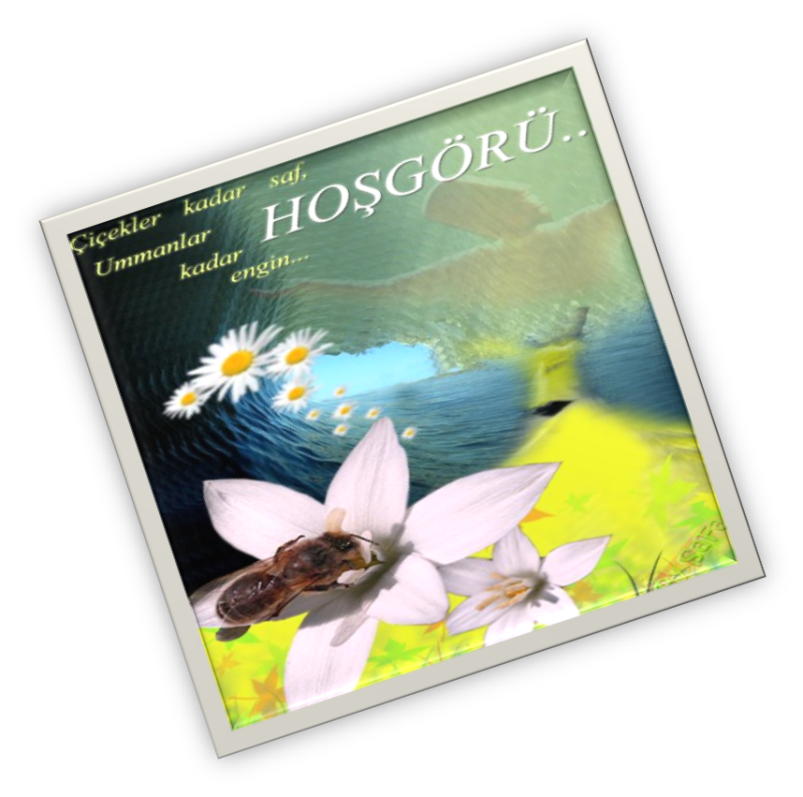 Çiçekler kadar saf,
Ummanlar
kadar
engin...
HOŞGÖRÜ..